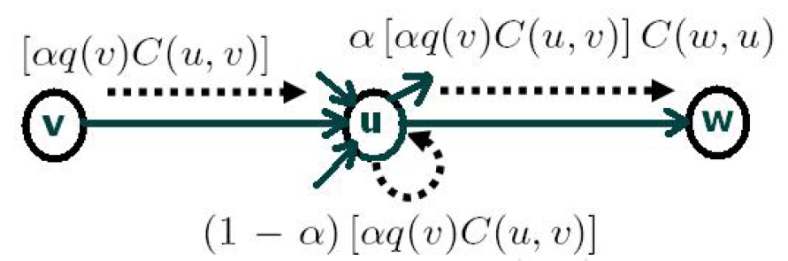 [αq(v)C(u, v)] α [αq(v)C(u, v)] C(w, u)
v u w
(1 − α) [αq(v)C(u, v)]